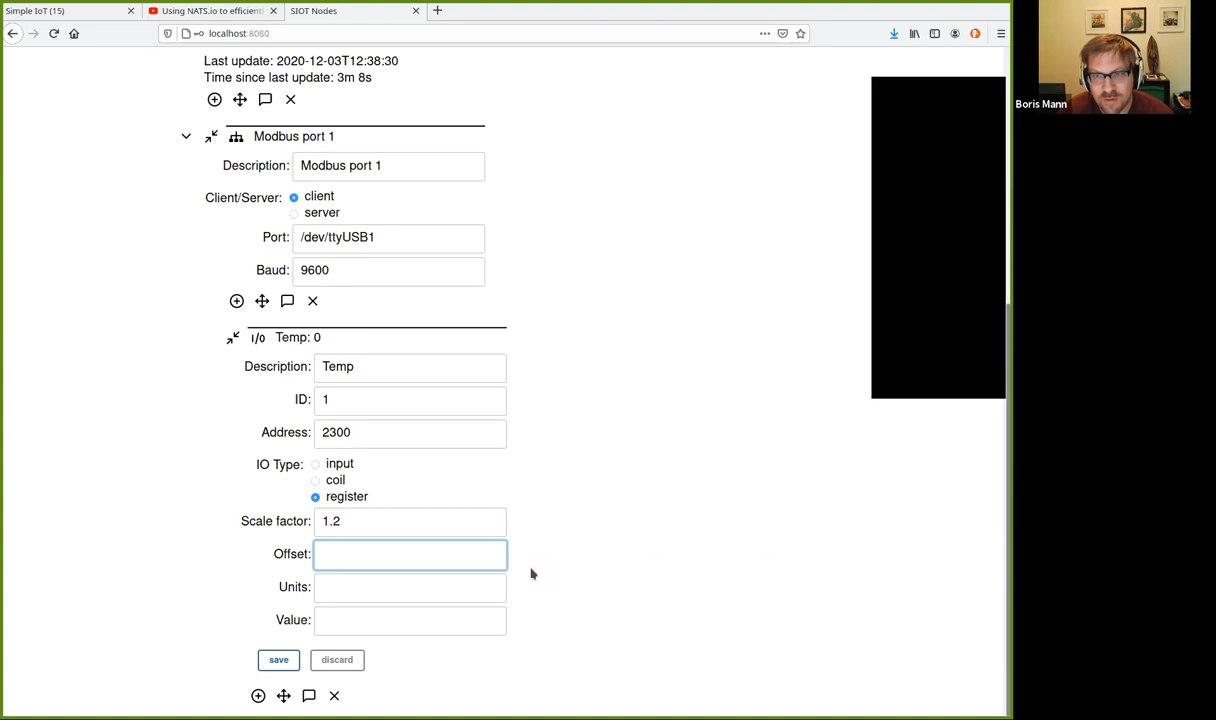 Simple IoT (15)
Using NATS.io to efficientl
SIOT Nodes
localhost:8080
Last update: 2020-12-03T12:38:30
Time since last update: 3m 8s
Boris Mann
Modbus port 1
Description: Modbus port 1
Client/Server: client
server
Port: /dev/ttyUSB1
Baud: 9600
I/O Temp: 0
Description: Temp
ID: 1
Address: 2300
IO Type: input
coil
register
Scale factor: 1.2
Offset:
Units:
Value:
save discard